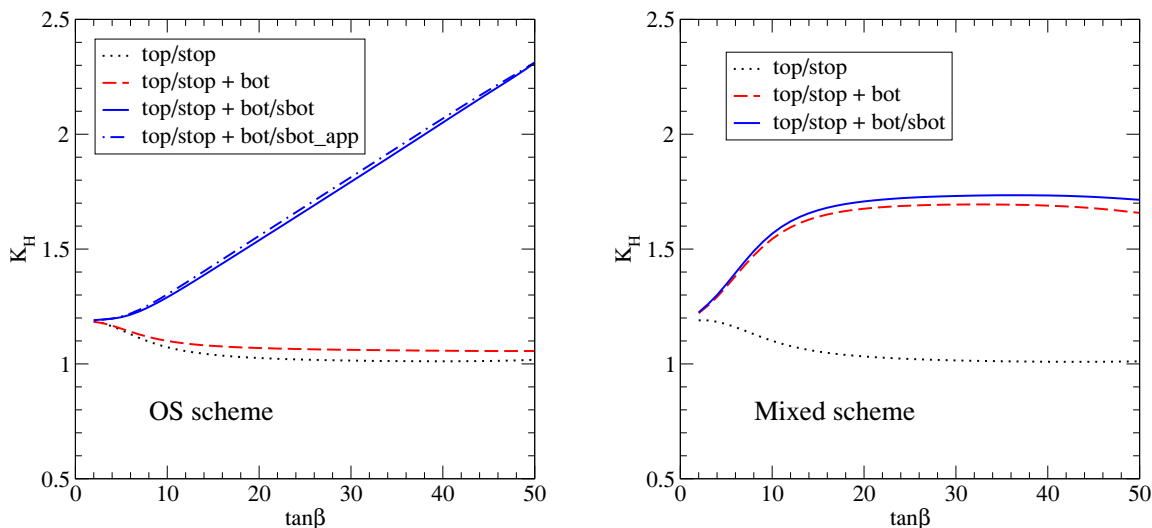 2.5
2
1.5
1
0.5
K_H
top/stop
top/stop + bot
top/stop + bot/sbot
top/stop + bot/sbot_app
OS scheme
0
10
20
30
40
50
tanβ
2.5
2
1.5
1
0.5
K_H
top/stop
top/stop + bot
top/stop + bot/sbot
Mixed scheme
0
10
20
30
40
50
tanβ